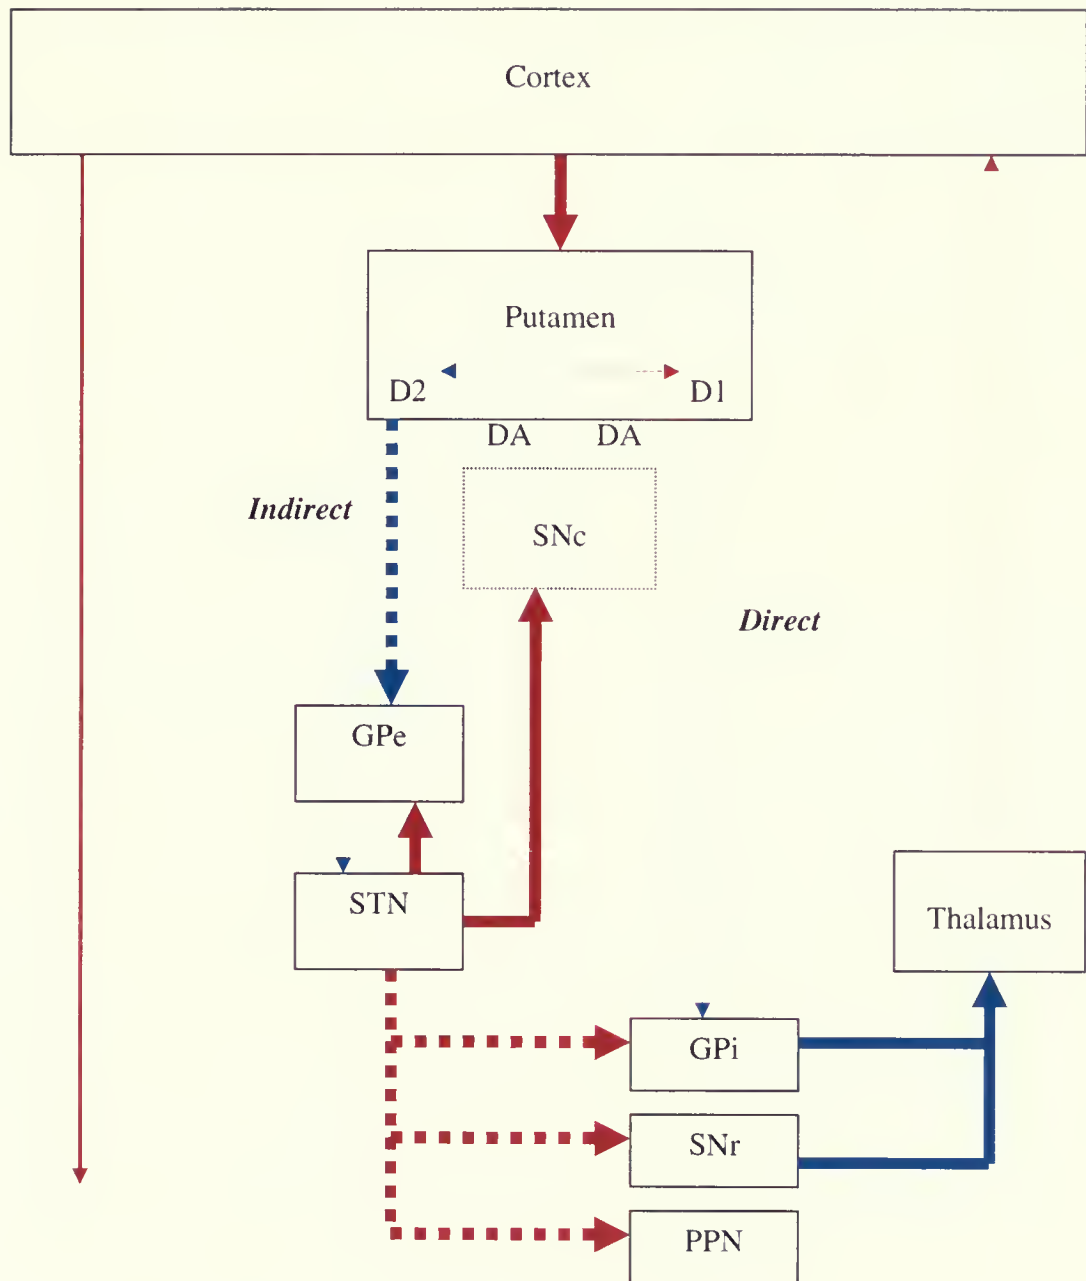 Cortex
Putamen
D2 D1
DA DA
Indirect
SNc
Direct
GPe
STN
Thalamus
GPi
SNr
PPN